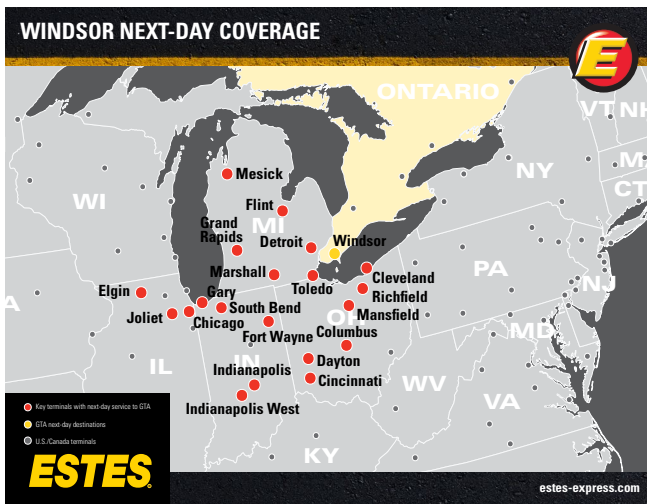 WINDSOR NEXT-DAY COVERAGE
E
ONTARIO
VT
NH
WI
NY
M
CT
Mesick
Flint
MI
Grand
Rapids
Detroit
Windsor
PA
Marshall
Toledo
Cleveland
Richfield
NJ
A
Elgin
Gary
South Bend
Mansfield
OH
Joliet
Chicago
Fort Wayne
Columbus
MD
IL
IN
Indianapolis
Dayton
Cincinnati
WV
Indianapolis West
VA
KY
Key terminals with next-day service to GTA
GTA next-day destinations
U.S./Canada terminals
ESTES
estes-express.com